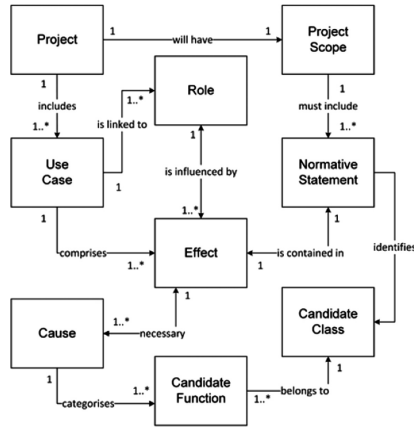 Project
1
will have
1
Project
Scope
1
includes
1..*
Role
1..*
is linked to
1
1
must include
1..*
Use
Case
1
1
is influenced by
1..*
Normative
Statement
1
comprises
1..*
Effect
1
is contained in
1
identifies
1
necessary
1..*
Cause
1
categorises
1..*
Candidate
Function
1..*
belongs to
1
Candidate
Class